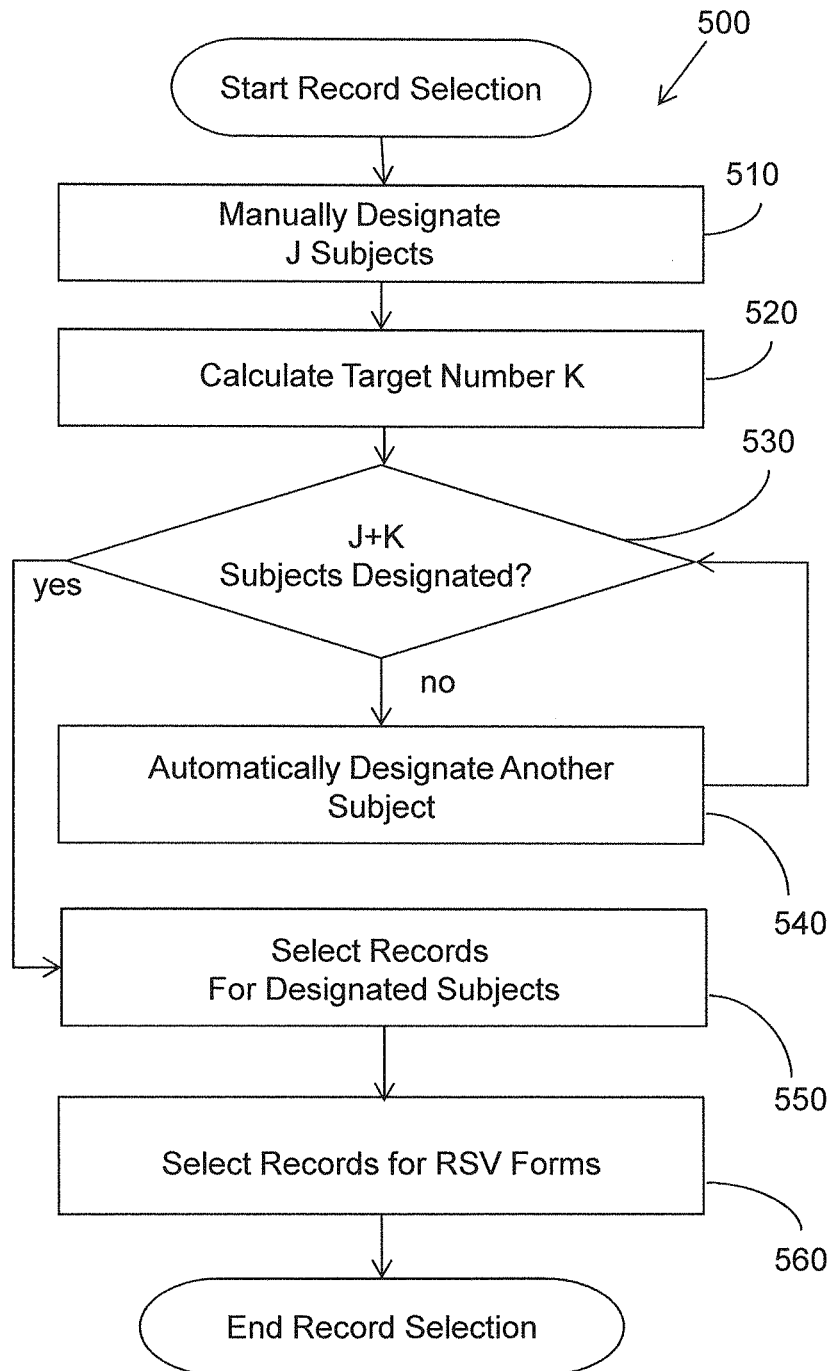 500
Start Record Selection
510
Manually Designate
J Subjects
520
Calculate Target Number K
530
J+K
Subjects Designated?
yes
no
Automatically Designate Another
Subject
540
Select Records
For Designated Subjects
550
Select Records for RSV Forms
560
End Record Selection